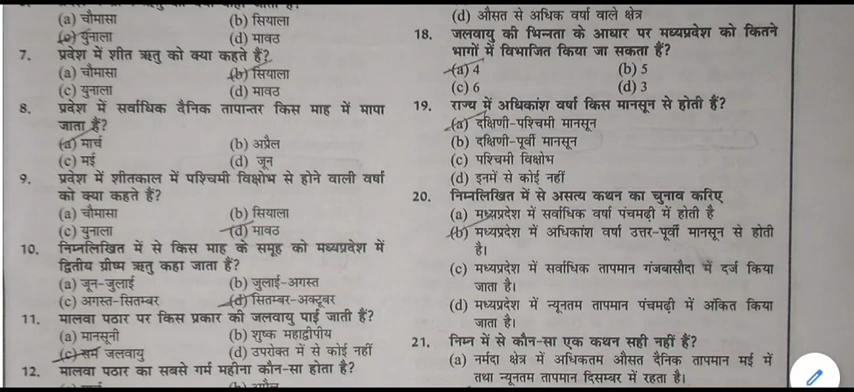 (a) चौमासा (b) सियाला
(c) युनाला (d) मावठ
7. प्रदेश में शीत ऋतु को क्या कहते हैं?
(a) चौमासा (b) सियाला
(c) युनाला (d) मावठ
8. प्रदेश में सर्वाधिक दैनिक तापान्तर किस माह में मापा
जाता है?
(a) मार्च (b) अप्रैल
(c) मई (d) जून
9. प्रदेश में शीतकाल में पश्चिमी विक्षोभ से होने वाली वर्षा
को क्या कहते हैं?
(a) चौमासा (b) सियाला
(c) युनाला (d) मावठ
10. निम्नलिखित में से किस माह के समूह को मध्यप्रदेश में
द्वितीय ग्रीष्म ऋतु कहा जाता हैं?
(a) जून-जुलाई (b) जुलाई-अगस्त
(c) अगस्त-सितम्बर (d) सितम्बर-अक्टूबर
11. मालवा पठार पर किस प्रकार की जलवायु पाई जाती हैं?
(a) मानसूनी (b) शुष्क महाद्वीपीय
(c) सम जलवायु (d) उपरोक्त में से कोई नहीं
12. मालवा पठार का सबसे गर्म महीना कौन-सा होता है?
(d) औसत से अधिक वर्षा वाले क्षेत्र
18. जलवायु की भिन्नता के आधार पर मध्यप्रदेश को कितने
भागों में विभाजित किया जा सकता हैं?
(a) 4 (b) 5
(c) 6 (d) 3
19. राज्य में अधिकांश वर्षा किस मानसून से होती हैं?
(a) दक्षिणी-पश्चिमी मानसून
(b) दक्षिणी-पूर्वी मानसून
(c) पश्चिमी विक्षोभ
(d) इनमें से कोई नहीं
20. निम्नलिखित में से असत्य कथन का चुनाव करिए
(a) मध्यप्रदेश में सर्वाधिक वर्षा पंचमढ़ी में होती है
(b) मध्यप्रदेश में अधिकांश वर्षा उत्तर-पूर्वी मानसून से होती
है।
(c) मध्यप्रदेश में सर्वाधिक तापमान गंजबासौदा में दर्ज किया
जाता है।
(d) मध्यप्रदेश में न्यूनतम तापमान पंचमढ़ी में अंकित किया
जाता है।
21. निम्न में से कौन-सा एक कथन सही नहीं हैं?
(a) नर्मदा क्षेत्र में अधिकतम औसत दैनिक तापमान मई में
तथा न्यूनतम तापमान दिसम्बर में रहता है।